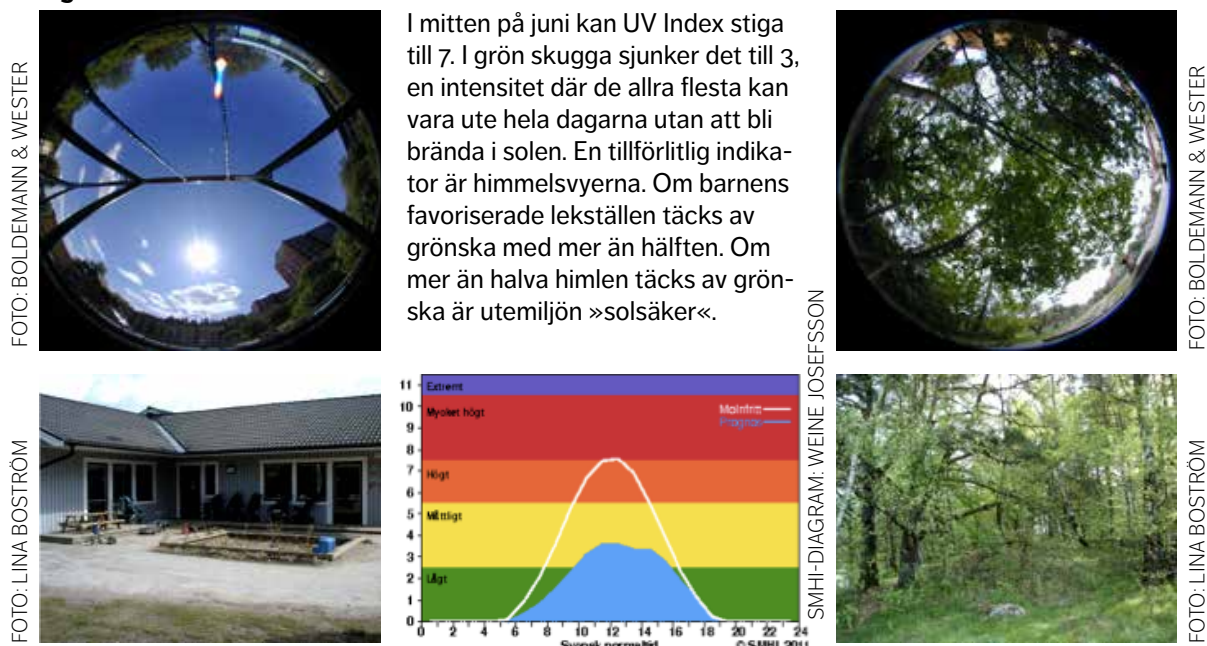 FOTO: BOLDEMANN & WESTER
I mitten på juni kan UV Index stiga
till 7. I grön skugga sjunker det till 3,
en intensitet där de allra flesta kan
vara ute hela dagarna utan att bli
brända i solen. En tillförlitlig indika-
tor är himmelsvyerna. Om barnens
favoriserade lekställen täcks av
grönska med mer än hälften. Om
mer än halva himlen täcks av grön-
ska är utemiljön »solsäker«.
FOTO: BOLDEMANN & WESTER
FOTO: LINA BOSTRÖM
11 Extremt
10 Mycket högt
Molnfritt
Prognos
9
8
7 Högt
6
5 Måttligt
4
3
2 Lågt
1
0
0 2 4 6 8 10 12 14 16 18 20 22 24
Svensk normaltid © SMHI 2011
SMHI-DIAGRAM: WEINE JOSEFSSON
FOTO: LINA BOSTRÖM